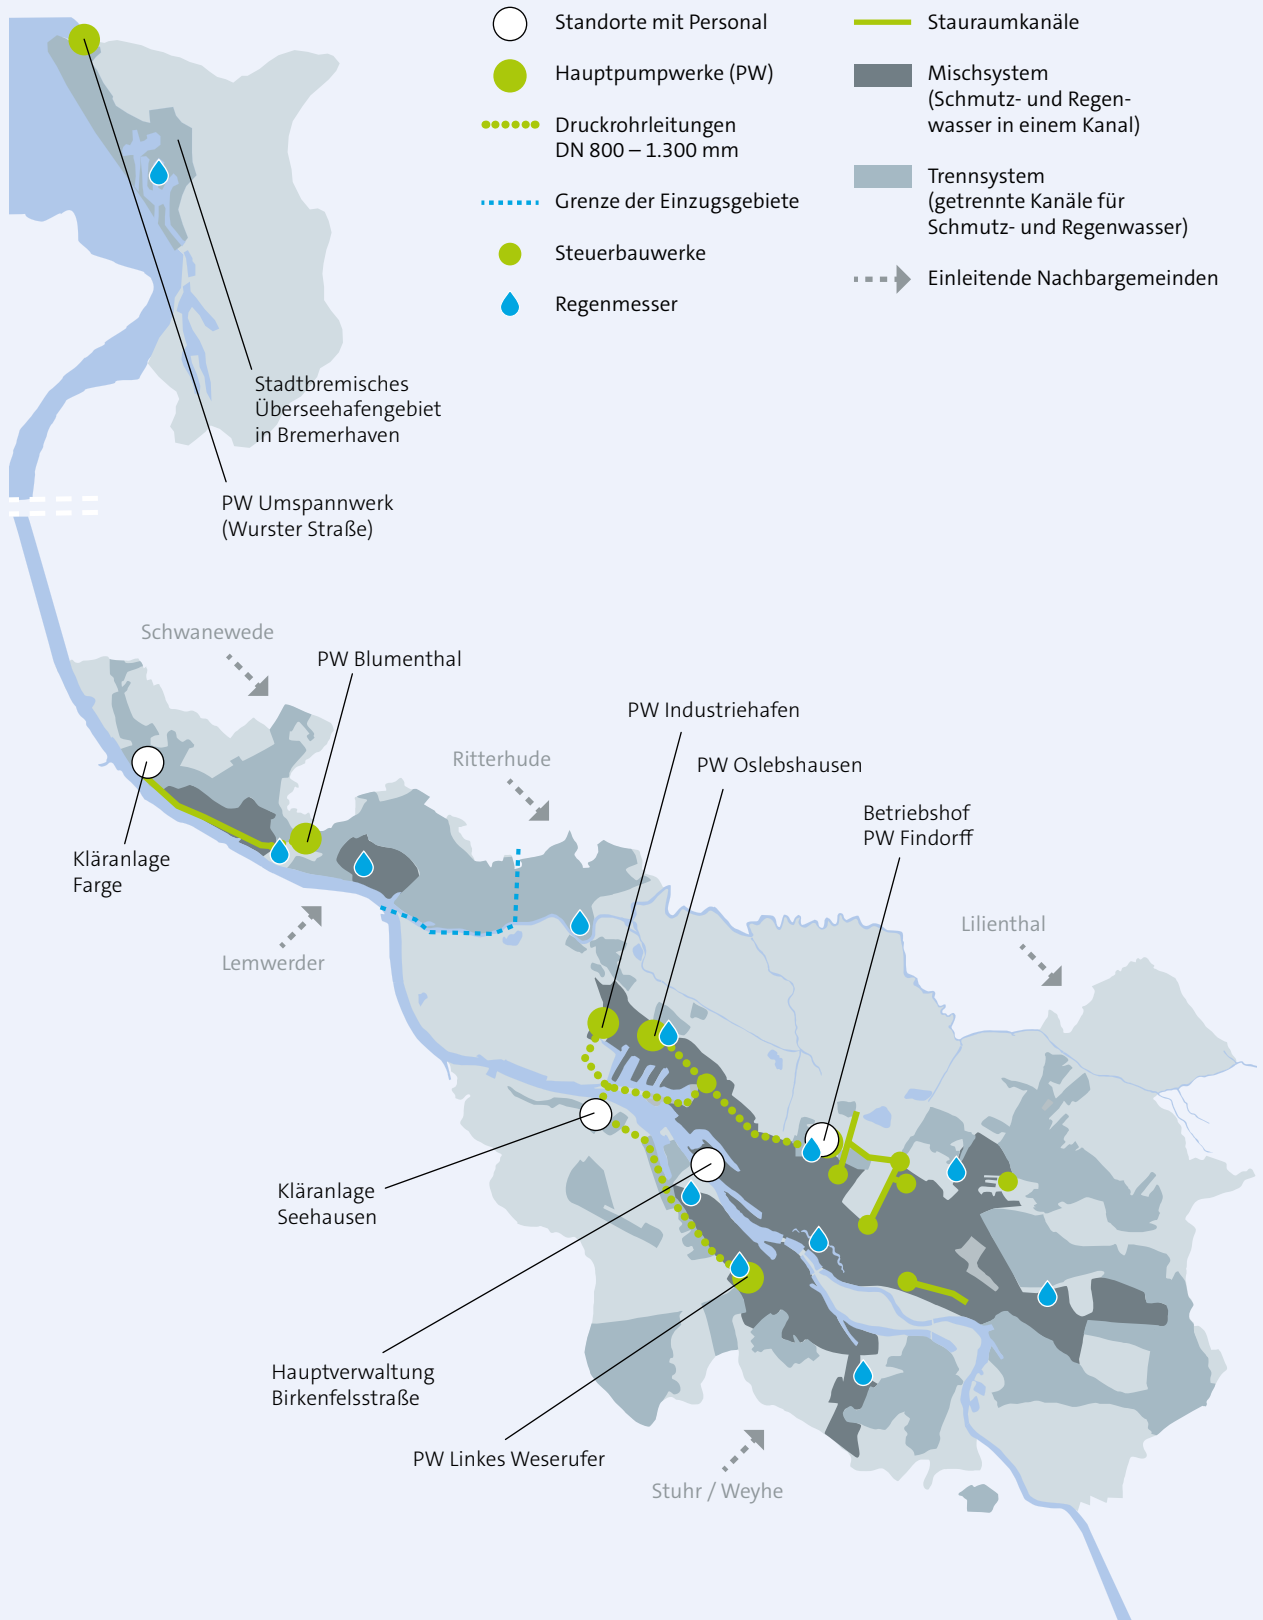 Standorte mit Personal
Hauptpumpwerke (PW)
Druckrohrleitungen
DN 800 – 1.300 mm
Grenze der Einzugsgebiete
Steuerbauwerke
Regenmesser
Stauraumkanäle
Mischsystem
(Schmutz- und Regen-
wasser in einem Kanal)
Trennsystem
(getrennte Kanäle für
Schmutz- und Regenwasser)
Einleitende Nachbargemeinden
Stadtbremisches
Überseehafengebiet
in Bremerhaven
PW Umspannwerk
(Wurster Straße)
Schwanewede
PW Blumenthal
PW Industriehafen
Ritterhude
PW Oslebshausen
Betriebshof
PW Findorff
Kläranlage
Farge
Lilienthal
Lemwerder
Kläranlage
Seehausen
Hauptverwaltung
Birkenfelsstraße
PW Linkes Weserufer
Stuhr / Weyhe